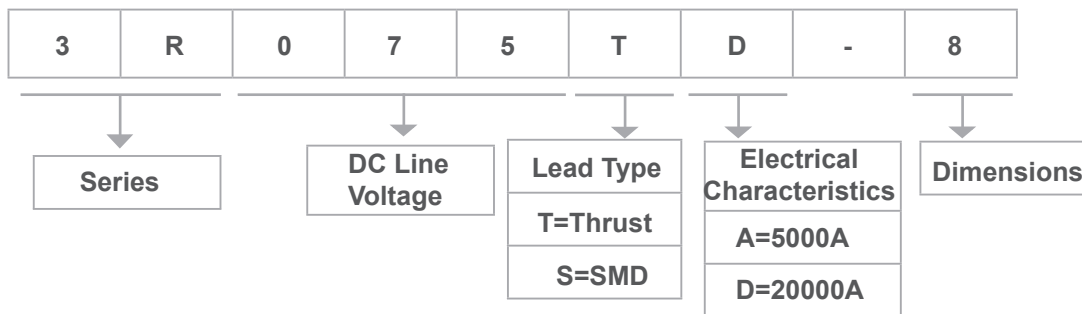 3 R 0 7 5 T D - 8
Series
DC Line
Voltage
Lead Type
T=Thrust
S=SMD
Electrical
Characteristics
A=5000A
D=20000A
Dimensions